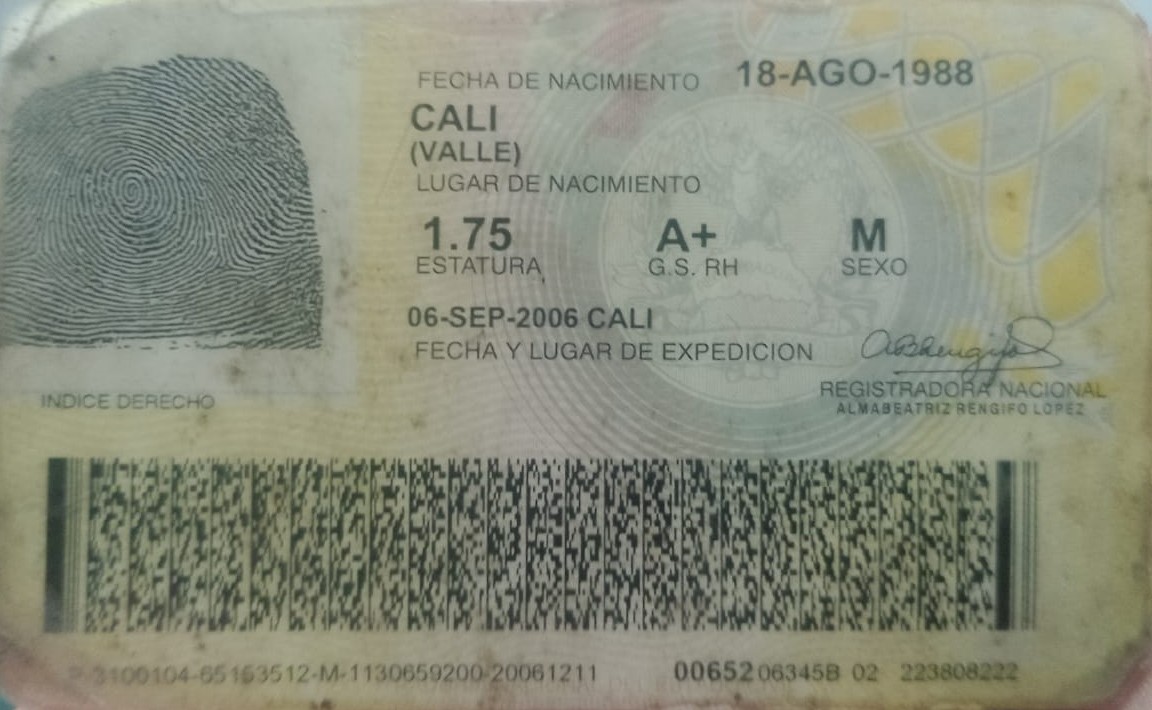 FECHA DE NACIMIENTO 18-AGO-1988
CALI
(VALLE)
LUGAR DE NACIMIENTO
1.75 A+ M
ESTATURA G.S. RH SEXO
06-SEP-2006 CALI
FECHA Y LUGAR DE EXPEDICION
INDICE DERECHO
REGISTRADORA NACIONAL
ALMABEATRIZ RENGIFO LOPEZ
P-3100104-65153512-M-1130659200-20061211 00652 06345B 02 223808222